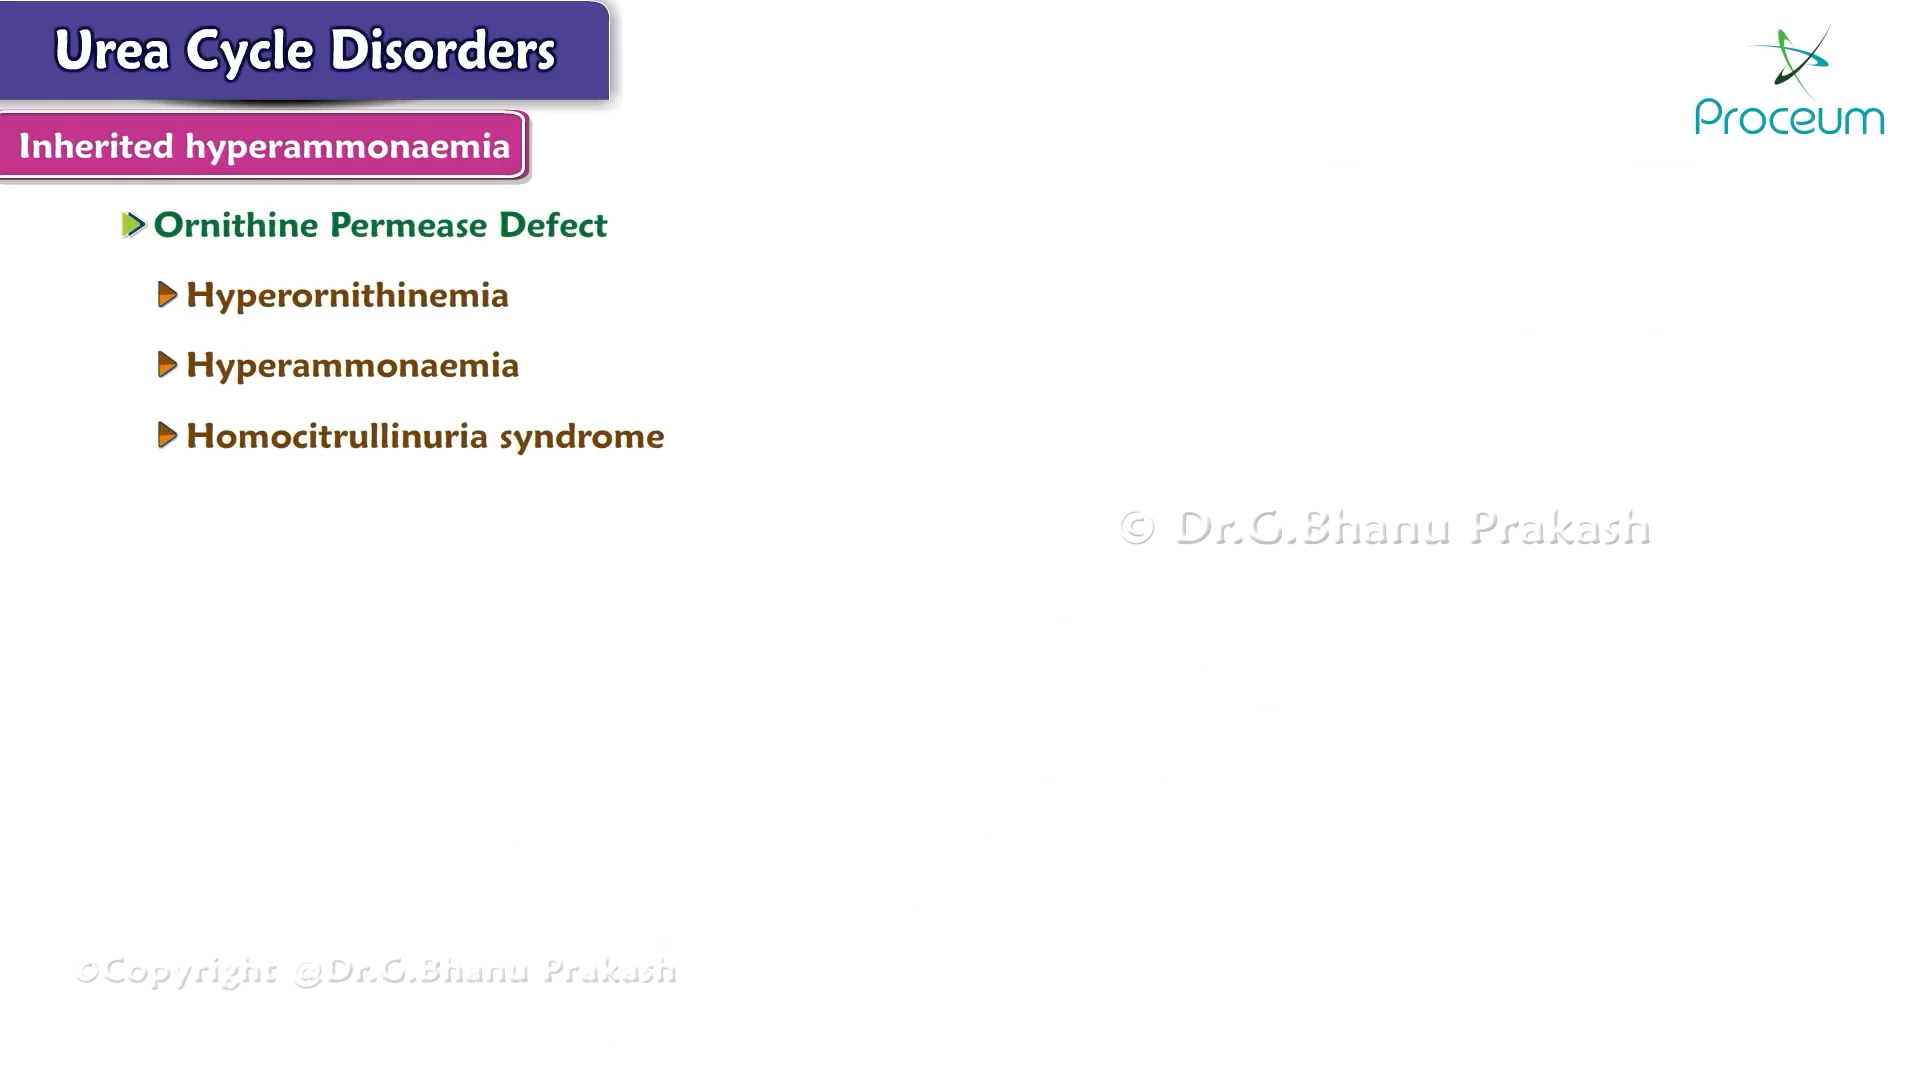 Urea Cycle Disorders
Proceum
Inherited hyperammonaemia
Ornithine Permease Defect
Hyperornithinemia
Hyperammonaemia
Homocitrullinuria syndrome
© Dr.G.Bhanu Prakash
©Copyright @Dr.G.Bhanu Prakash